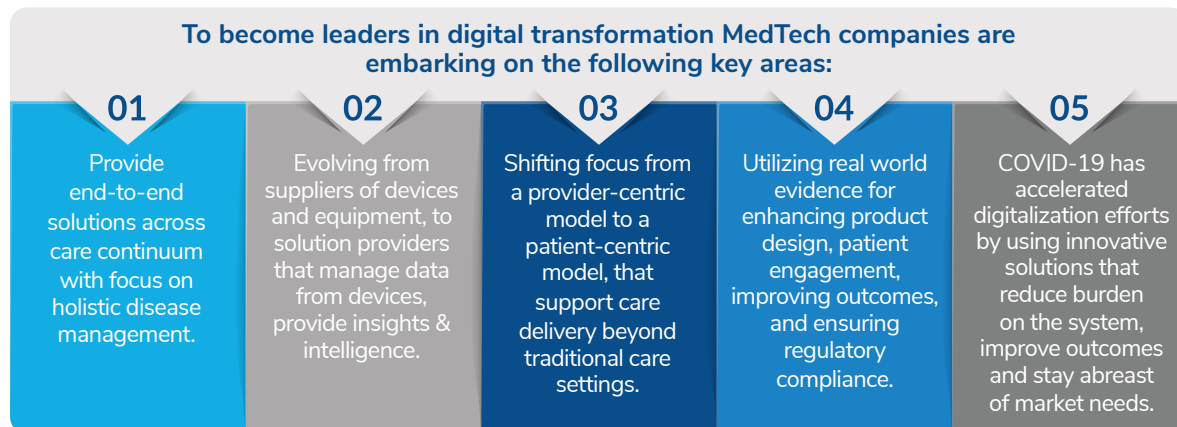 To become leaders in digital transformation MedTech companies are
embarking on the following key areas:
01
Provide
end-to-end
solutions across
care continuum
with focus on
holistic disease
management.
02
Evolving from
suppliers of devices
and equipment, to
solution providers
that manage data
from devices,
provide insights &
intelligence.
03
Shifting focus from
a provider-centric
model to a
patient-centric
model, that
support care
delivery beyond
traditional care
settings.
04
Utilizing real world
evidence for
enhancing product
design, patient
engagement,
improving outcomes,
and ensuring
regulatory
compliance.
05
COVID-19 has
accelerated
digitalization efforts
by using innovative
solutions that
reduce burden
on the system,
improve outcomes
and stay abreast
of market needs.